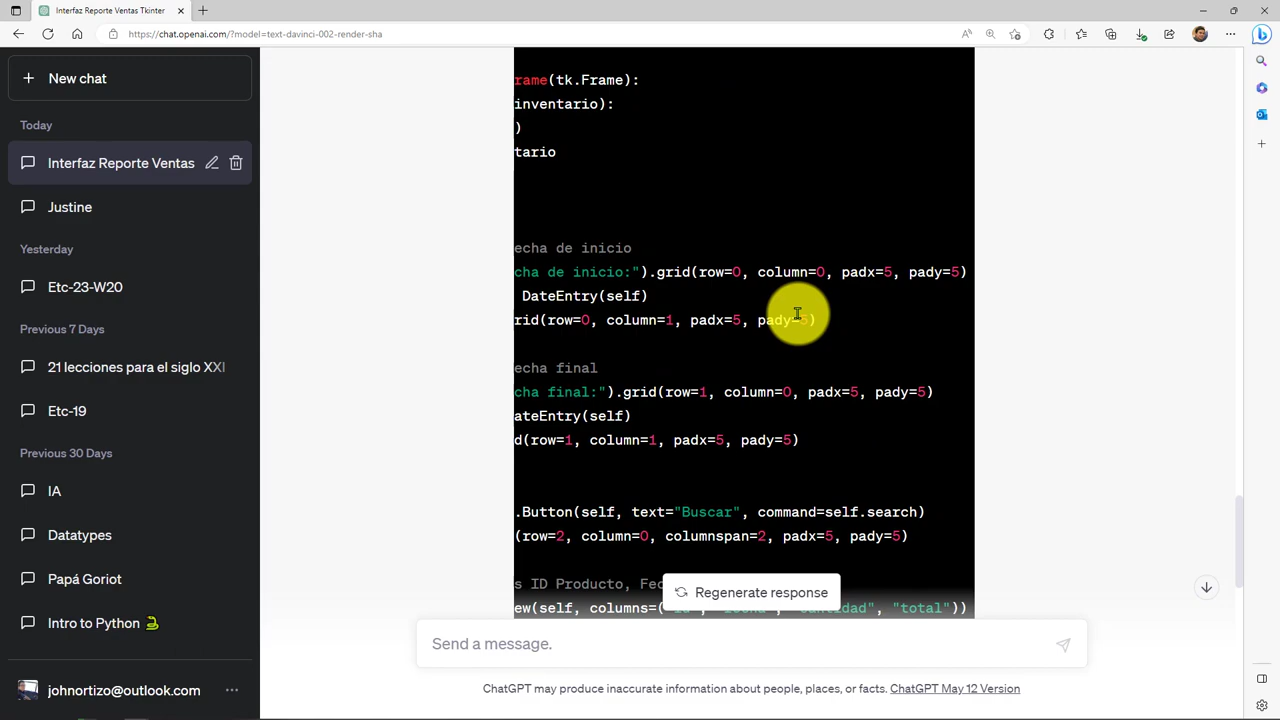 Interfaz Reporte Ventas Tkinter
https://chat.openai.com/?model=text-davinci-002-render-sha
New chat
Today
Interfaz Reporte Ventas
Justine
Yesterday
Etc-23-W20
Previous 7 Days
21 lecciones para el siglo XXI
Etc-19
Previous 30 Days
IA
Datatypes
Papá Goriot
Intro to Python
johnortizo@outlook.com
rame(tk.Frame):
inventario):
)
tario
echa de inicio
cha de inicio:").grid(row=0, column=0, padx=5, pady=5)
DateEntry(self)
rid(row=0, column=1, padx=5, pady=5)
echa final
cha final:").grid(row=1, column=0, padx=5, pady=5)
ateEntry(self)
d(row=1, column=1, padx=5, pady=5)
.Button(self, text="Buscar", command=self.search)
(row=2, column=0, columnspan=2, padx=5, pady=5)
s ID Producto, Fec
Regenerate response
ew(self, columns=("id", "fecha", "cantidad", "total"))
Send a message.
ChatGPT may produce inaccurate information about people, places, or facts. ChatGPT May 12 Version